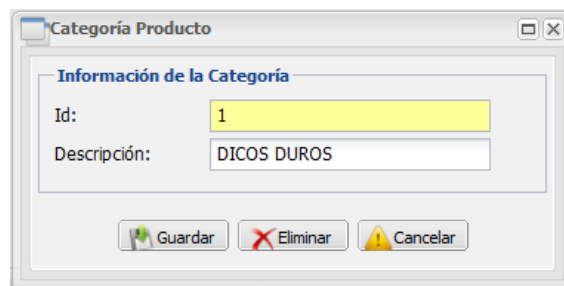 Categoría Producto
Información de la Categoría
Id: 1
Descripción: DICOS DUROS
Guardar Eliminar Cancelar